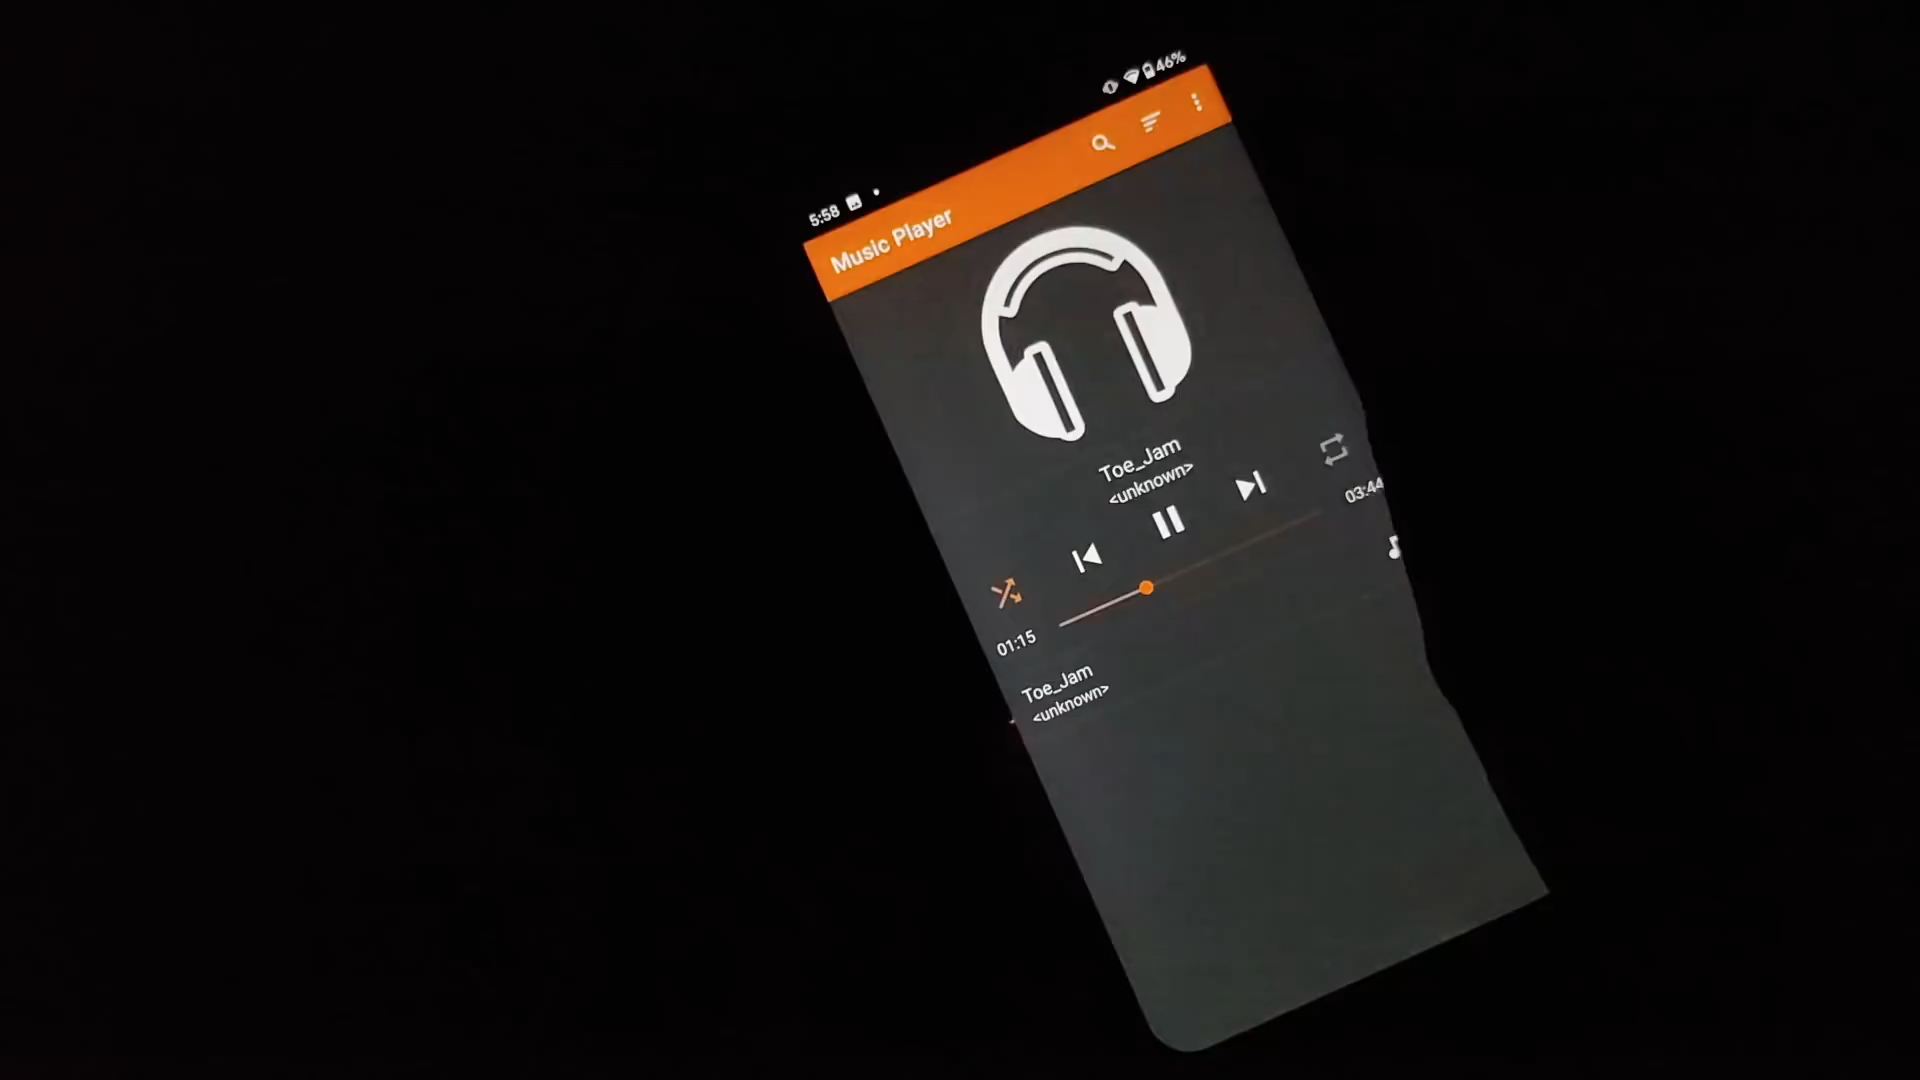 5:58
46%
Music Player
Toe_Jam
<unknown>
01:15
03:44
Toe_Jam
<unknown>